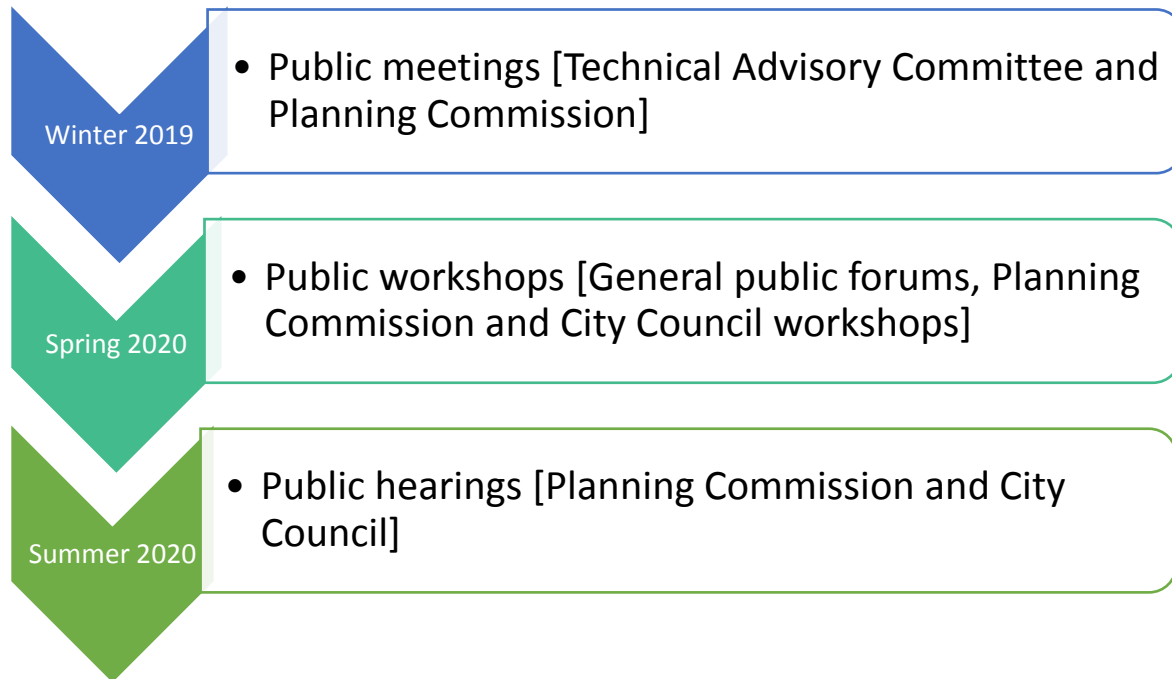 Winter 2019
• Public meetings [Technical Advisory Committee and
Planning Commission]
Spring 2020
• Public workshops [General public forums, Planning
Commission and City Council workshops]
Summer 2020
• Public hearings [Planning Commission and City
Council]